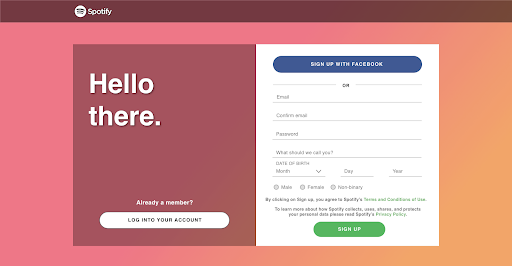 Spotify
Hello
there.
Already a member?
LOG INTO YOUR ACCOUNT
SIGN UP WITH FACEBOOK
OR
Email
Confirm email
Password
What should we call you?
DATE OF BIRTH
Month Day Year
Male Female Non-binary
By clicking on Sign up, you agree to Spotify's Terms and Conditions of Use.
To learn more about how Spotify collects, uses, shares, and protects
your personal data please read Spotify's Privacy Policy.
SIGN UP